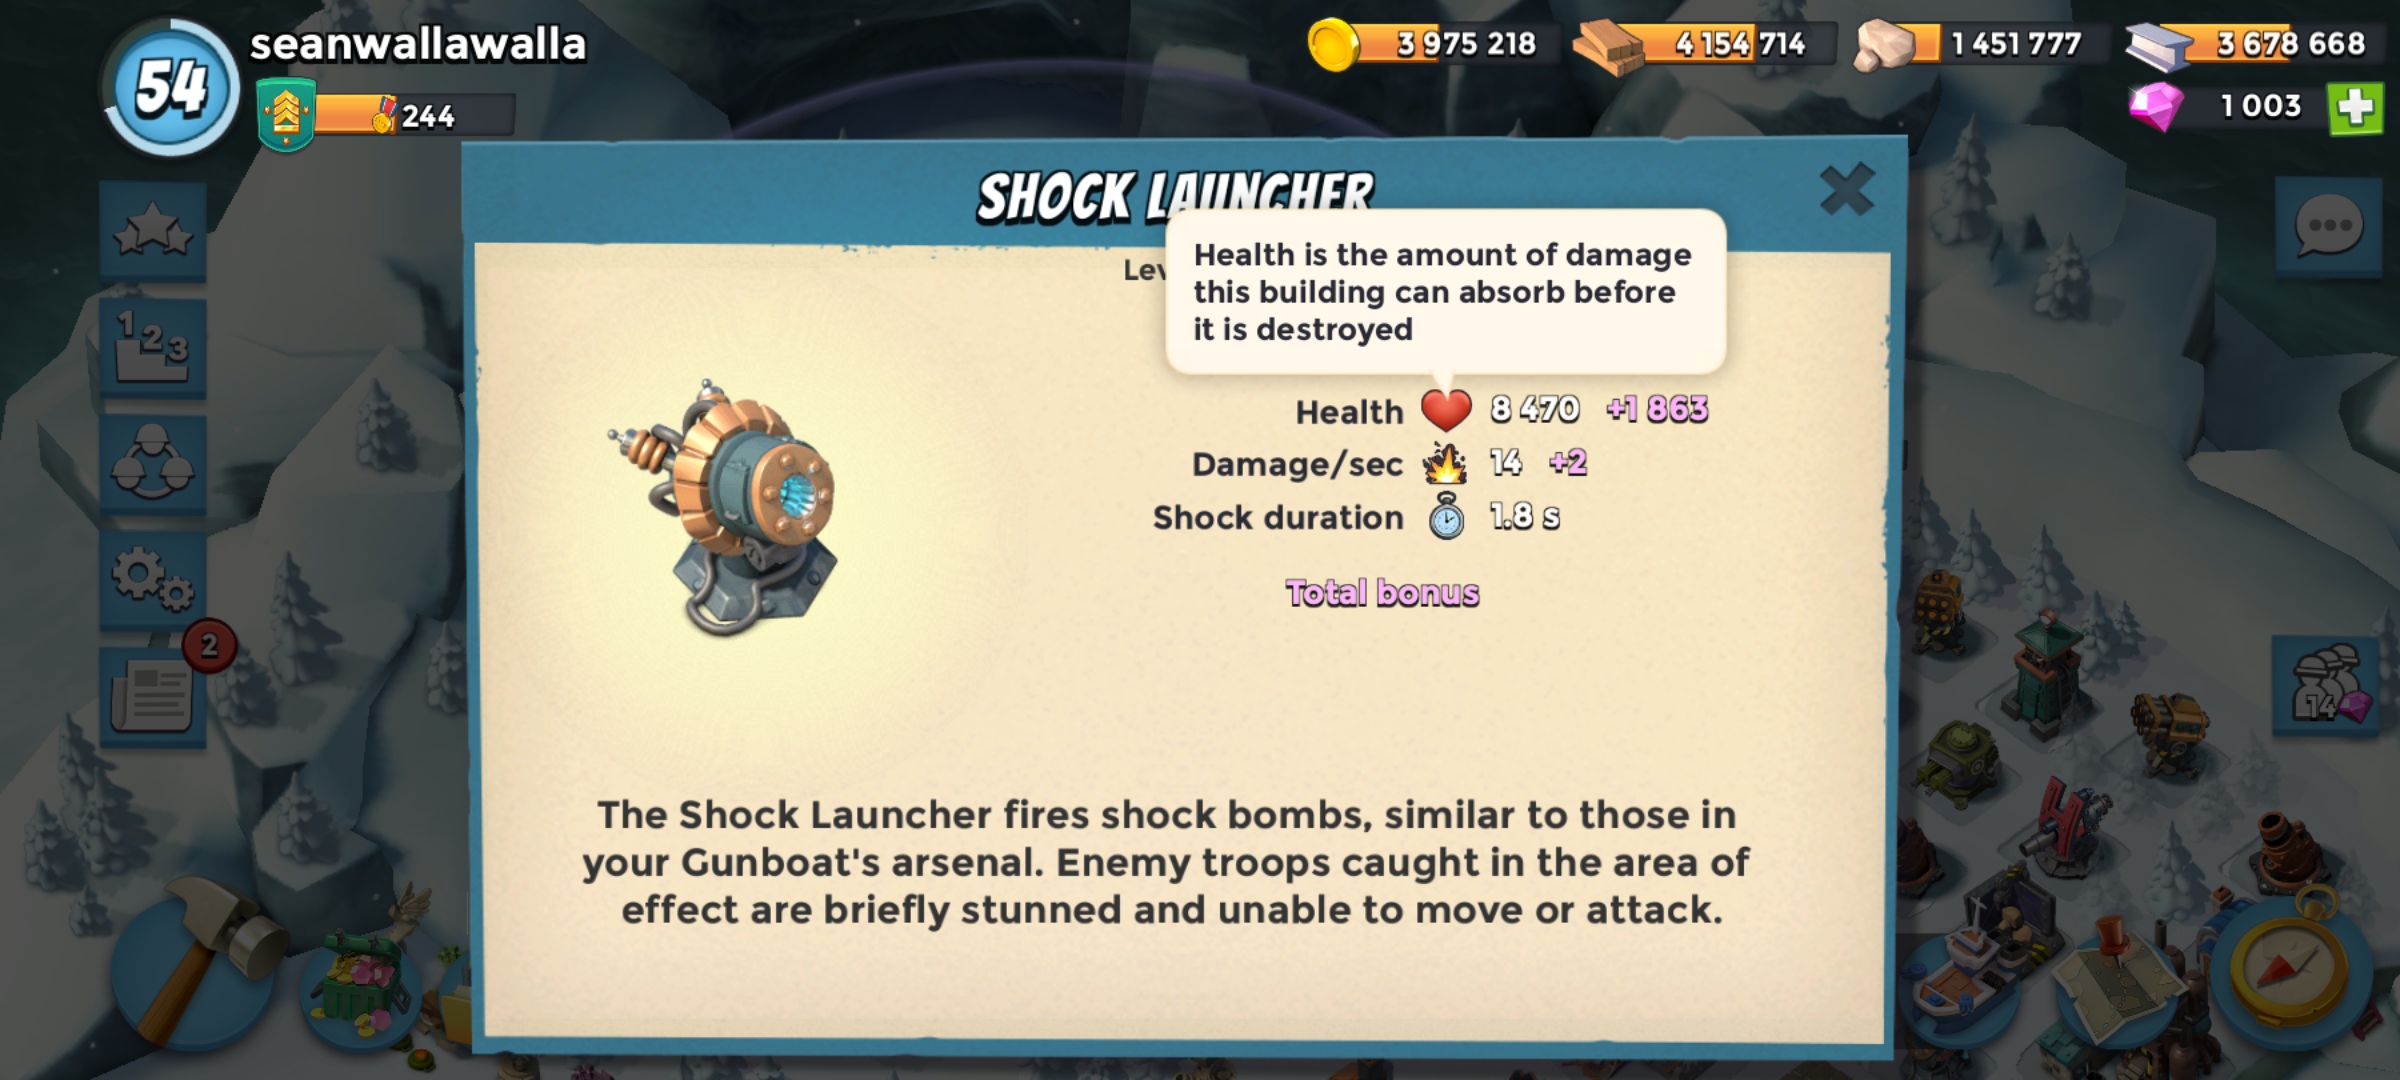 54
seanwallawalla
244
3 975 218
4 154 714
1 451 777
3 678 668
1 003
SHOCK LAUNCHER
Health is the amount of damage
this building can absorb before
it is destroyed
Health 8 470 +1 863
Damage/sec 14 +2
Shock duration 1.8 s
Total bonus
The Shock Launcher fires shock bombs, similar to those in
your Gunboat's arsenal. Enemy troops caught in the area of
effect are briefly stunned and unable to move or attack.
1 2 3
2
14